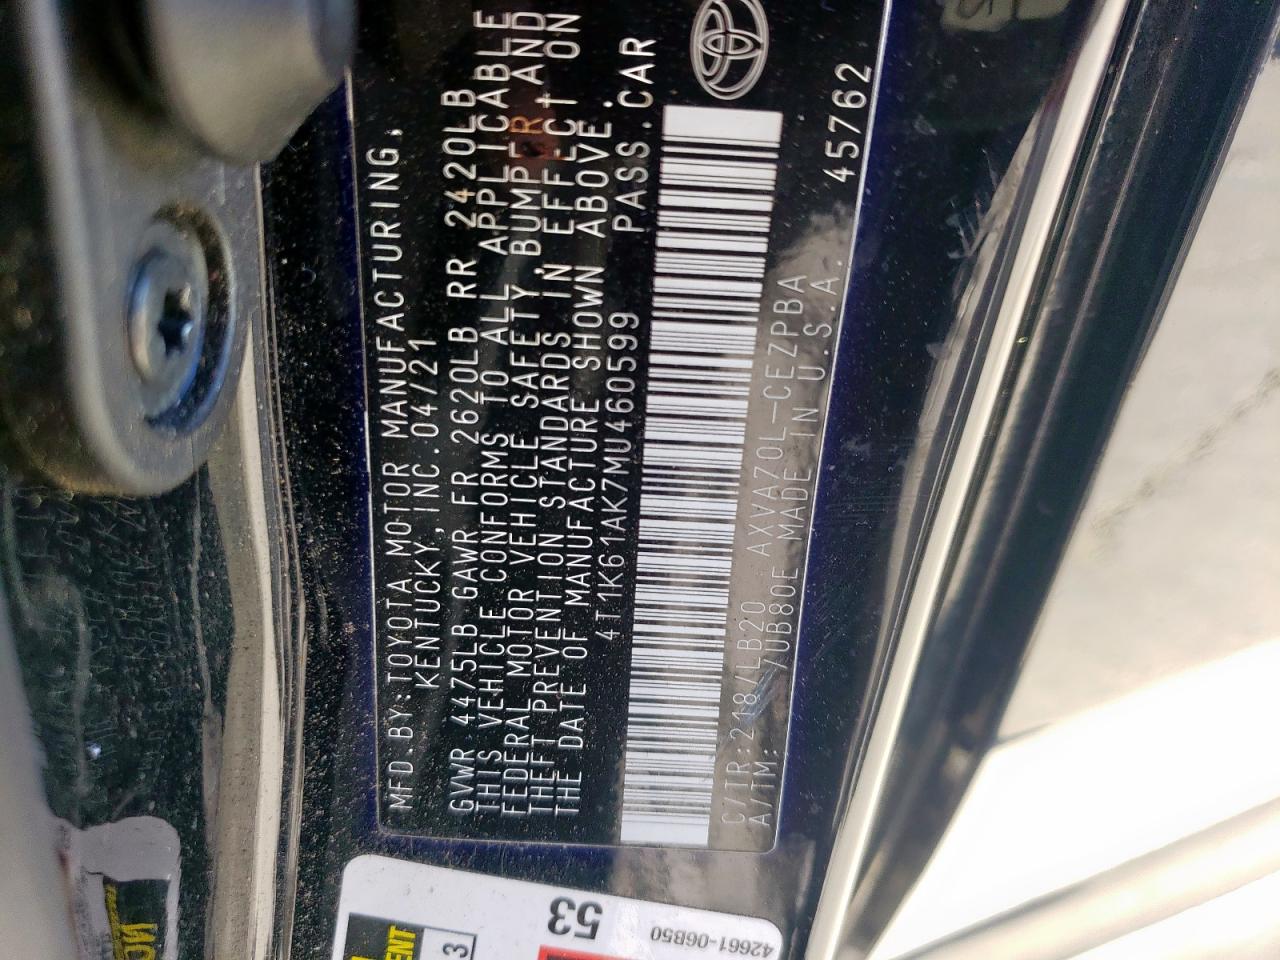 MFD.BY:TOYOTA MOTOR MANUFACTURING,
KENTUCKY,INC.04/21
GVWR 4475LB GAWR FR 2620LB RR 2420LB
THIS VEHICLE CONFORMS TO ALL APPLICABLE
FEDERAL MOTOR VEHICLE SAFETY, BUMPER AND
THEFT PREVENTION STANDARDS IN EFFECT ON
THE DATE OF MANUFACTURE SHOWN ABOVE.
4T1K61AK7MU460599 PASS.CAR
C/TR:218/LB20 AXVA70L-CEZPBA
A/TM: /UB80E MADE IN U.S.A.
45762
53
42661-06B50
3